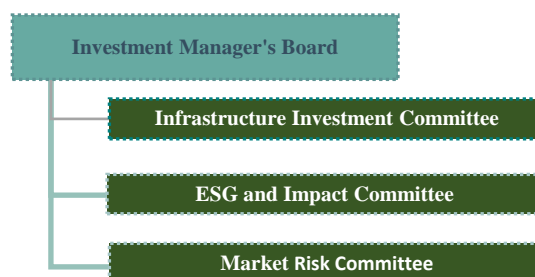 Investment Manager's Board
Infrastructure Investment Committee
ESG and Impact Committee
Market Risk Committee